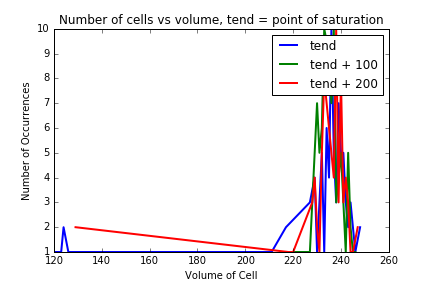 Number of cells vs volume, tend = point of saturation
10
9
8
7
6
5
4
3
2
1
Number of Occurrences
tend
tend + 100
tend + 200
120 140 160 180 200 220 240 260
Volume of Cell